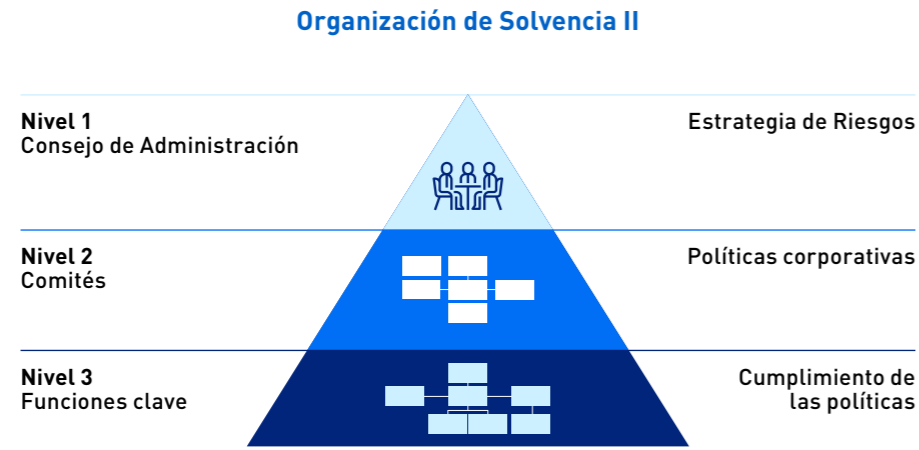 Organización de Solvencia II
Nivel 1
Consejo de Administración
Estrategia de Riesgos
Nivel 2
Comités
Políticas corporativas
Nivel 3
Funciones clave
Cumplimiento de
las políticas